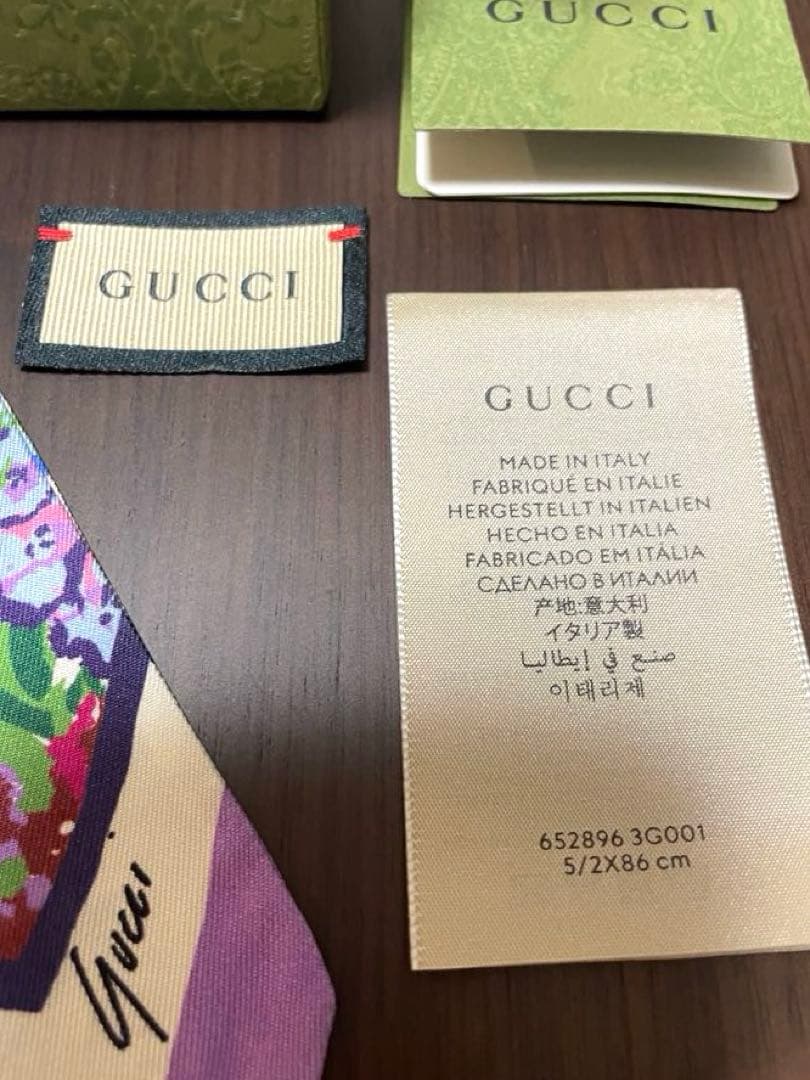 GUCCI
GUCCI
GUCCI
MADE IN ITALY
FABRIQUÉ EN ITALIE
HERGESTELLT IN ITALIEN
HECHO EN ITALIA
FABRICADO EM ITÁLIA
СДЕЛАНО В ИТАЛИИ
产地:意大利
イタリア製
صنع في إيطاليا
이태리제
652896 3G001
5/2X86 cm
Gucci